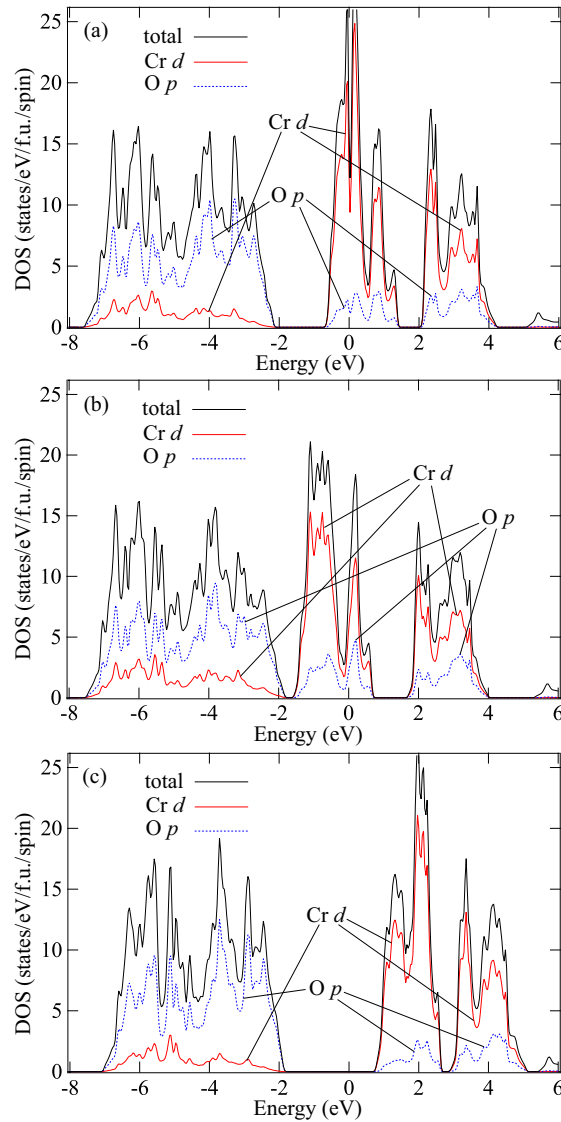 (a)
total
Cr d
O p
Cr d
O p
DOS (states/eV/f.u./spin)
25
20
15
10
5
0
-8 -6 -4 -2 0 2 4 6
Energy (eV)
(b)
total
Cr d
O p
Cr d
O p
DOS (states/eV/f.u./spin)
25
20
15
10
5
0
-8 -6 -4 -2 0 2 4 6
Energy (eV)
(c)
total
Cr d
O p
Cr d
O p
DOS (states/eV/f.u./spin)
25
20
15
10
5
0
-8 -6 -4 -2 0 2 4 6
Energy (eV)